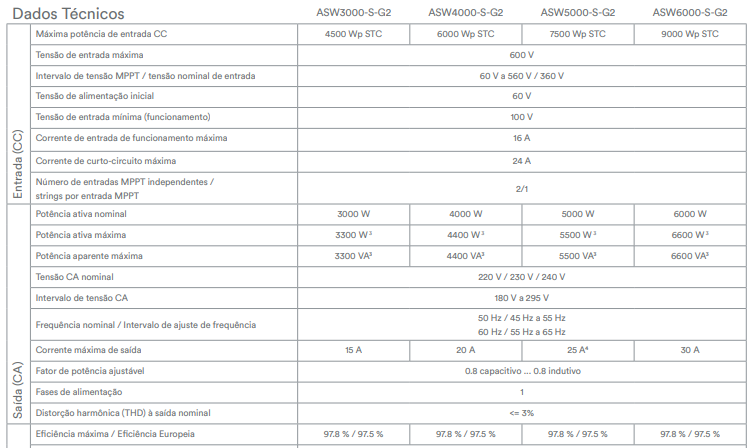 Dados Técnicos ASW3000-S-G2 ASW4000-S-G2 ASW5000-S-G2 ASW6000-S-G2
Entrada (CC)
Máxima potência de entrada CC 4500 Wp STC 6000 Wp STC 7500 Wp STC 9000 Wp STC
Tensão de entrada máxima 600 V
Intervalo de tensão MPPT / tensão nominal de entrada 60 V a 560 V / 360 V
Tensão de alimentação inicial 60 V
Tensão de entrada mínima (funcionamento) 100 V
Corrente de entrada de funcionamento máxima 16 A
Corrente de curto-circuito máxima 24 A
Número de entradas MPPT independentes /
strings por entrada MPPT 2/1
Saída (CA)
Potência ativa nominal 3000 W 4000 W 5000 W 6000 W
Potência ativa máxima 3300 W² 4400 W² 5500 W² 6600 W²
Potência aparente máxima 3300 VA³ 4400 VA³ 5500 VA³ 6600 VA³
Tensão CA nominal 220 V / 230 V / 240 V
Intervalo de tensão CA 180 V a 295 V
Frequência nominal / Intervalo de ajuste de frequência 50 Hz / 45 Hz a 55 Hz
60 Hz / 55 Hz a 65 Hz
Corrente máxima de saída 15 A 20 A 25 A⁴ 30 A
Fator de potência ajustável 0.8 capacitivo ... 0.8 indutivo
Fases de alimentação 1
Distorção harmônica (THD) à saída nominal <= 3%
Eficiência máxima / Eficiência Europeia 97.8 % / 97.5 % 97.8 % / 97.5 % 97.8 % / 97.5 % 97.8 % / 97.5 %